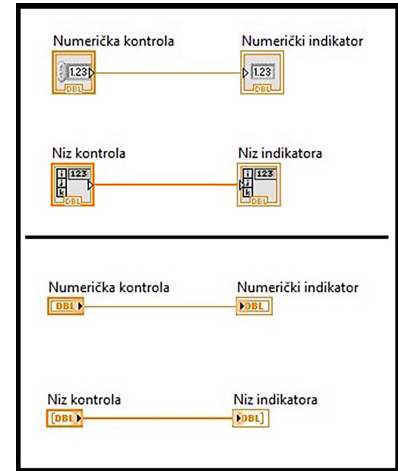 Numerička kontrola Numerički indikator
1.23 1.23
DBL DBL
Niz kontrola Niz indikatora
i 123 i 123
j j
k k
DBL DBL
Numerička kontrola Numerički indikator
DBL DBL
Niz kontrola Niz indikatora
[DBL] [DBL]